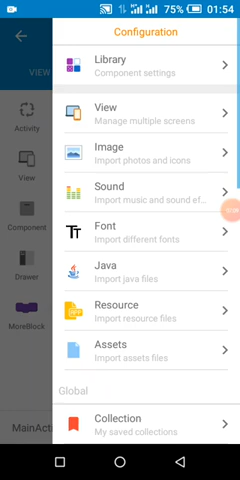 75% 01:54
Configuration
Library
Component settings
VIEW
View
Manage multiple screens
Activity
Image
Import photos and icons
View
Sound
Import music and sound ef...
Font
Import different fonts
Component
Java
Import java files
Drawer
Resource
Import resource files
MoreBlock
Assets
Import assets files
Global
Collection
My saved collections
MainActi